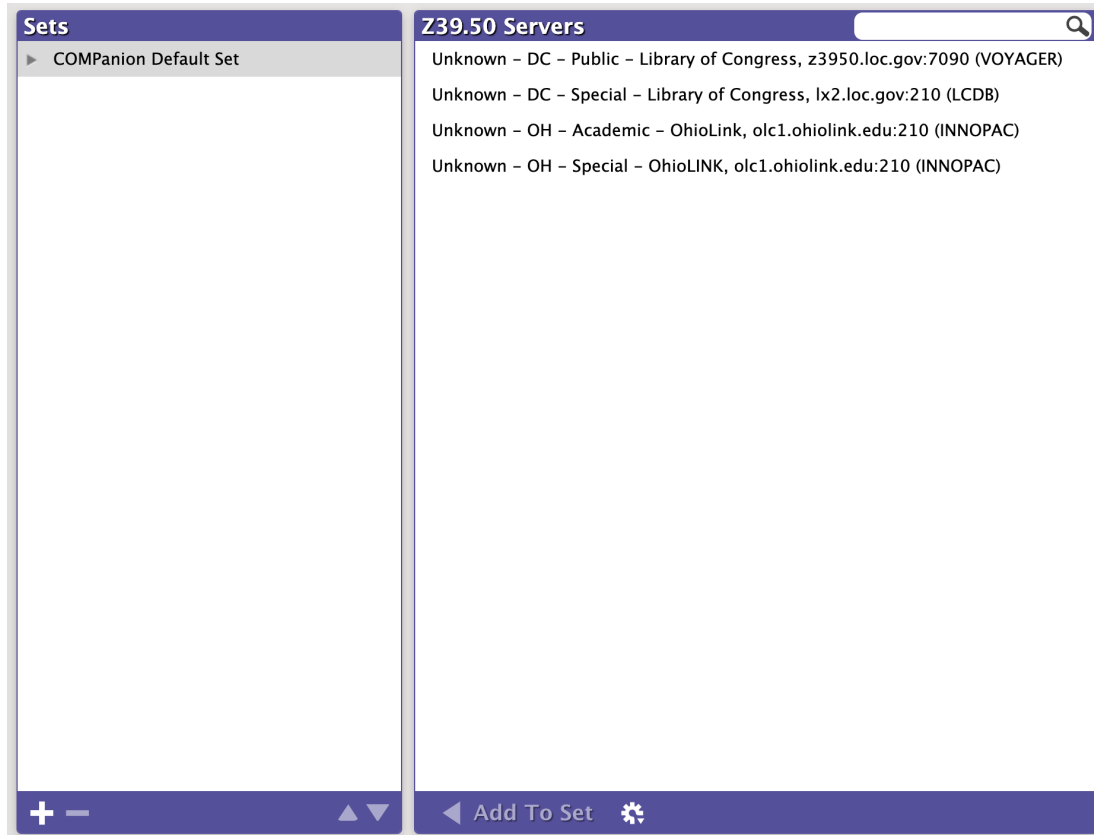 Sets
COMPanion Default Set
Z39.50 Servers
Unknown – DC – Public – Library of Congress, z3950.loc.gov:7090 (VOYAGER)
Unknown – DC – Special – Library of Congress, lx2.loc.gov:210 (LCDB)
Unknown – OH – Academic – OhioLink, olc1.ohiolink.edu:210 (INNOPAC)
Unknown – OH – Special – OhioLINK, olc1.ohiolink.edu:210 (INNOPAC)
Add To Set